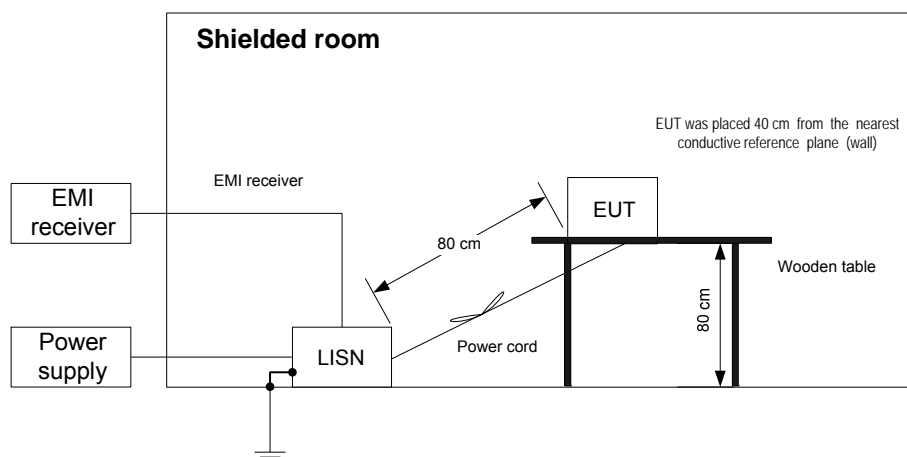 Shielded room
EUT was placed 40 cm from the nearest
conductive reference plane (wall)
EMI receiver
EMI
receiver
EUT
80 cm
Wooden table
80 cm
Power cord
Power
supply
LISN